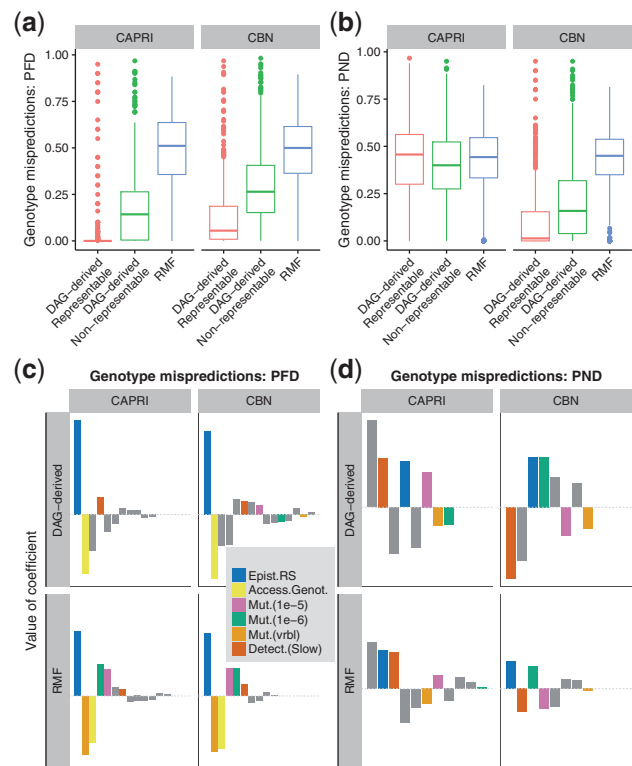 (a)
CAPRI
CBN
Genotype mispredictions: PFD
1.00
0.75
0.50
0.25
0.00
DAG−derived
Representable
DAG−derived
Non−representable
RMF
DAG−derived
Representable
DAG−derived
Non−representable
RMF
(b)
CAPRI
CBN
Genotype mispredictions: PND
1.00
0.75
0.50
0.25
0.00
DAG−derived
Representable
DAG−derived
Non−representable
RMF
DAG−derived
Representable
DAG−derived
Non−representable
RMF
(c)
Genotype mispredictions: PFD
CAPRI
CBN
Value of coefficient
DAG−derived
RMF
Epist.RS
Access.Genot.
Mut.(1e−5)
Mut.(1e−6)
Mut.(vrbl)
Detect.(Slow)
(d)
Genotype mispredictions: PND
CAPRI
CBN
DAG−derived
RMF